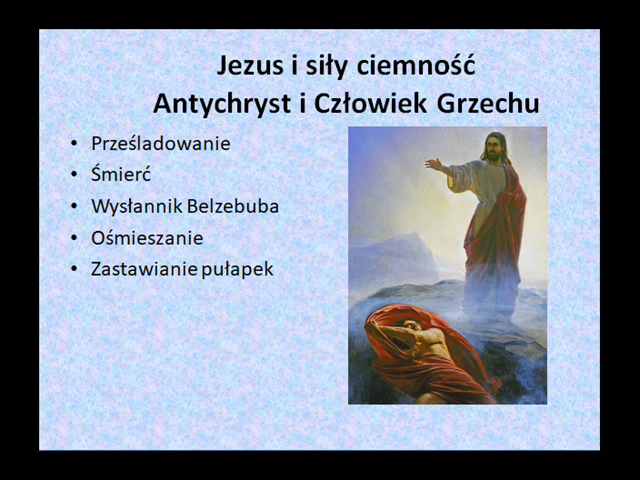 Jezus i siły ciemność
Antychryst i Człowiek Grzechu
• Prześladowanie
• Śmierć
• Wysłannik Belzebuba
• Ośmieszanie
• Zastawianie pułapek